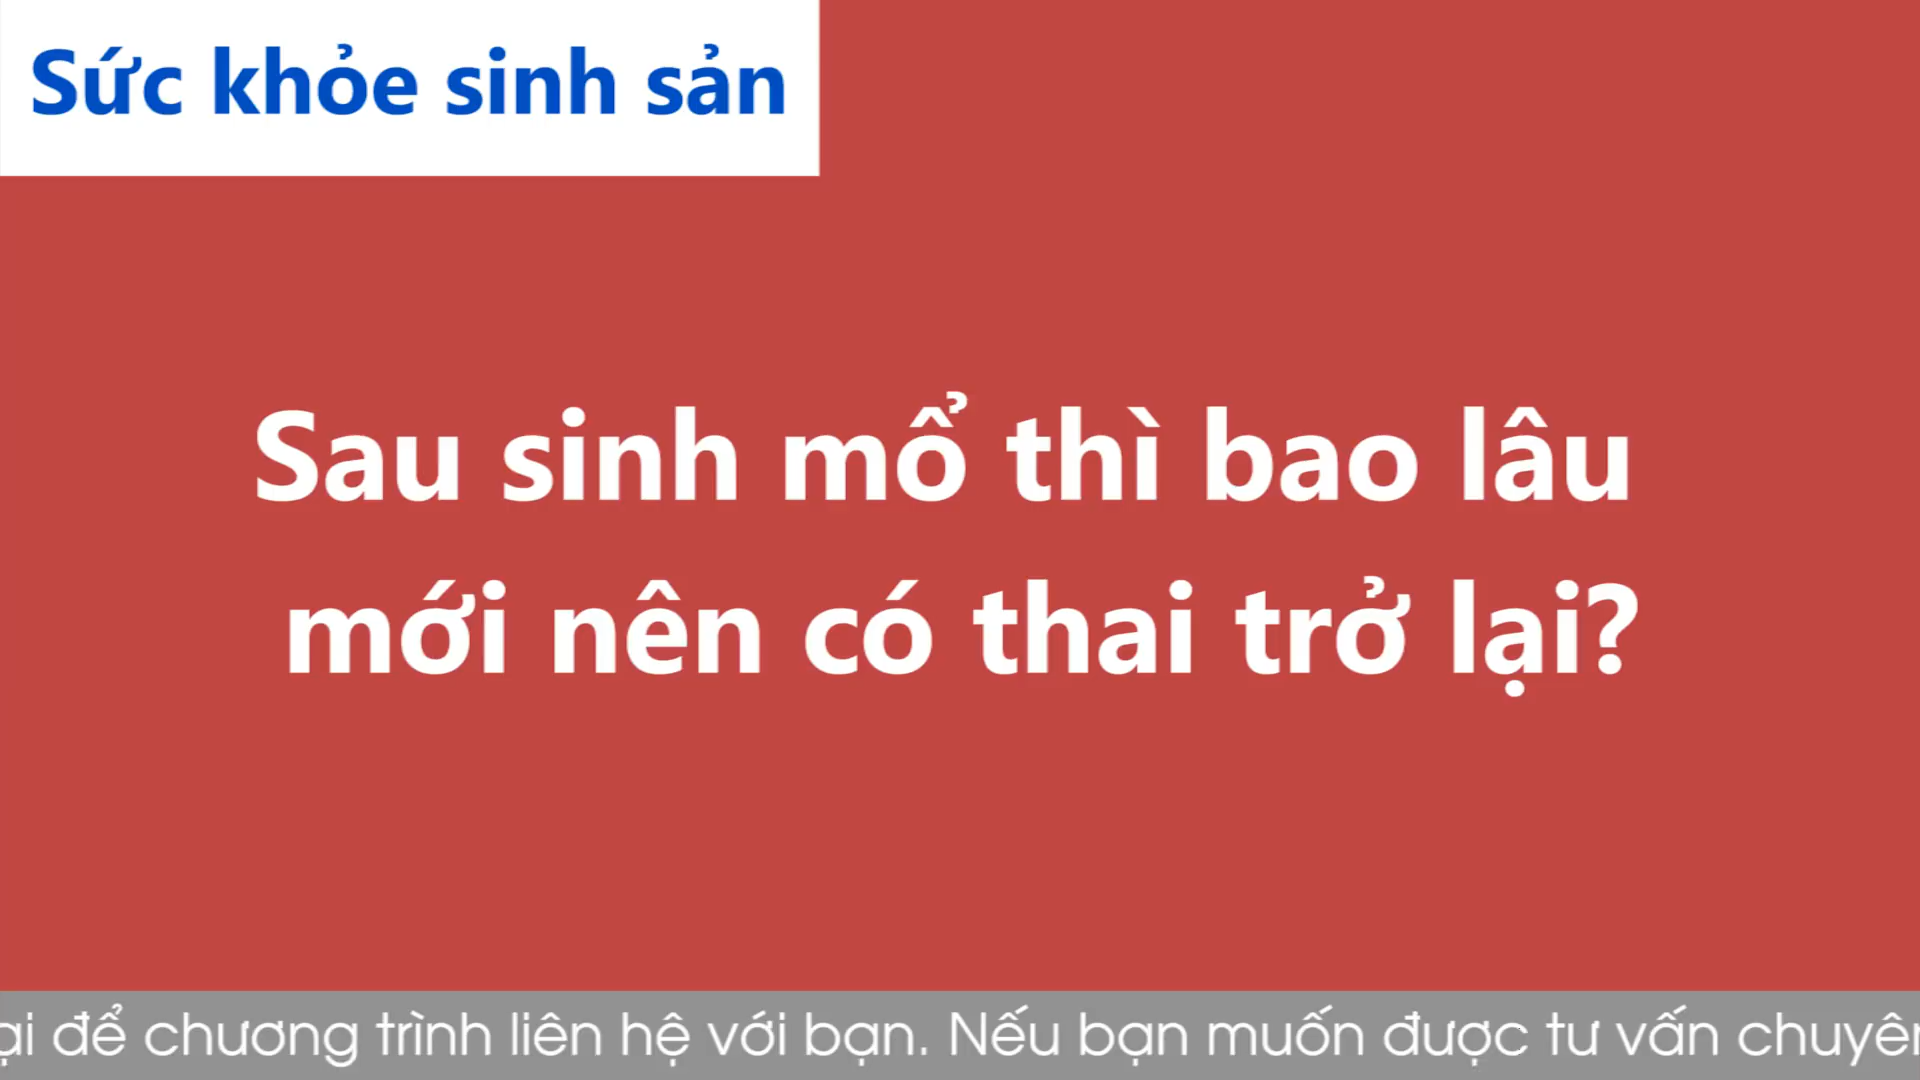 Sức khỏe sinh sản
Sau sinh mổ thì bao lâu
mới nên có thai trở lại?
để chương trình liên hệ với bạn. Nếu bạn muốn được tư vấn